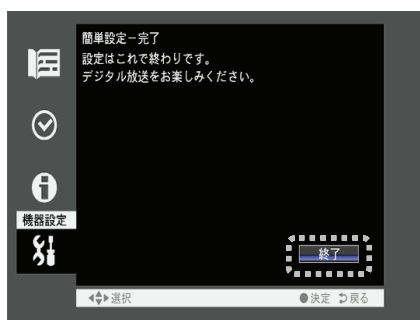 簡単設定－完了
設定はこれで終わりです。
デジタル放送をお楽しみください。
機器設定
終了
選択
決定
戻る